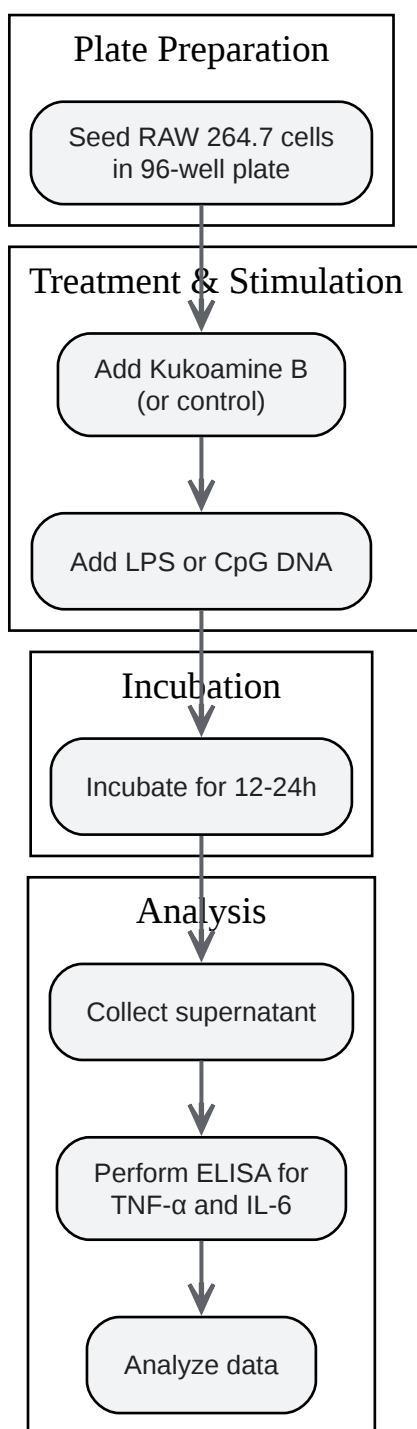 Plate Preparation
Seed RAW 264.7 cells
in 96-well plate
Treatment & Stimulation
Add Kukoamine B
(or control)
Add LPS or CpG DNA
Incubation
Incubate for 12-24h
Analysis
Collect supernatant
Perform ELISA for
TNF-α and IL-6
Analyze data